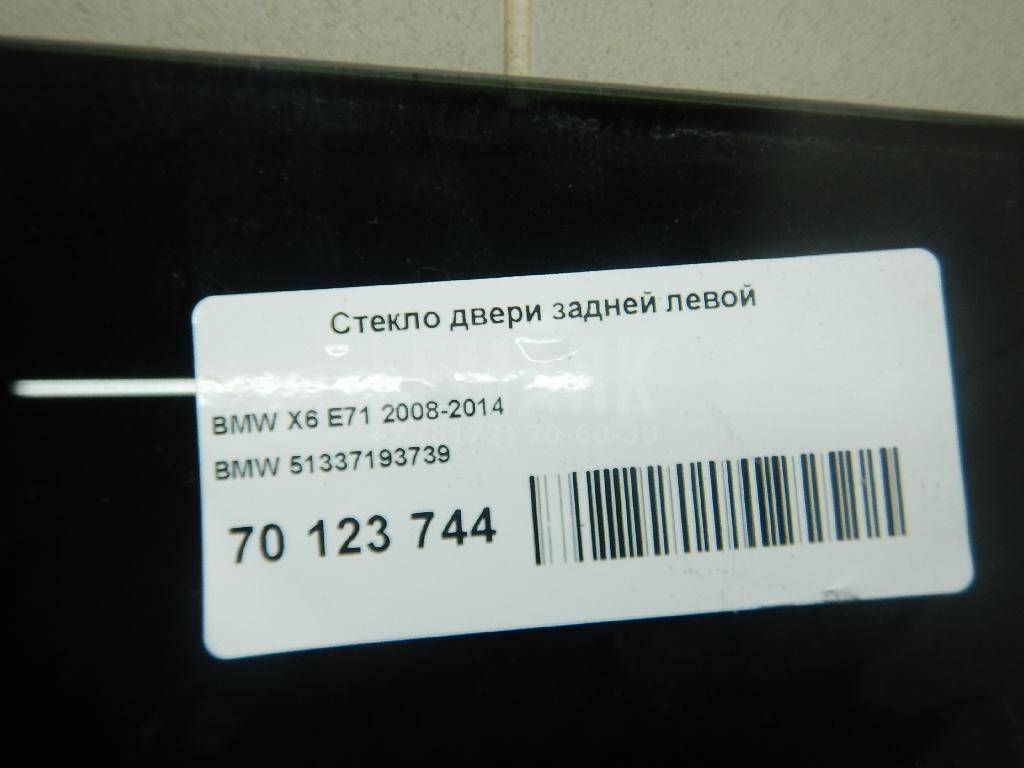 Стекло двери задней левой
BMW X6 E71 2008-2014
BMW 51337193739
70 123 744